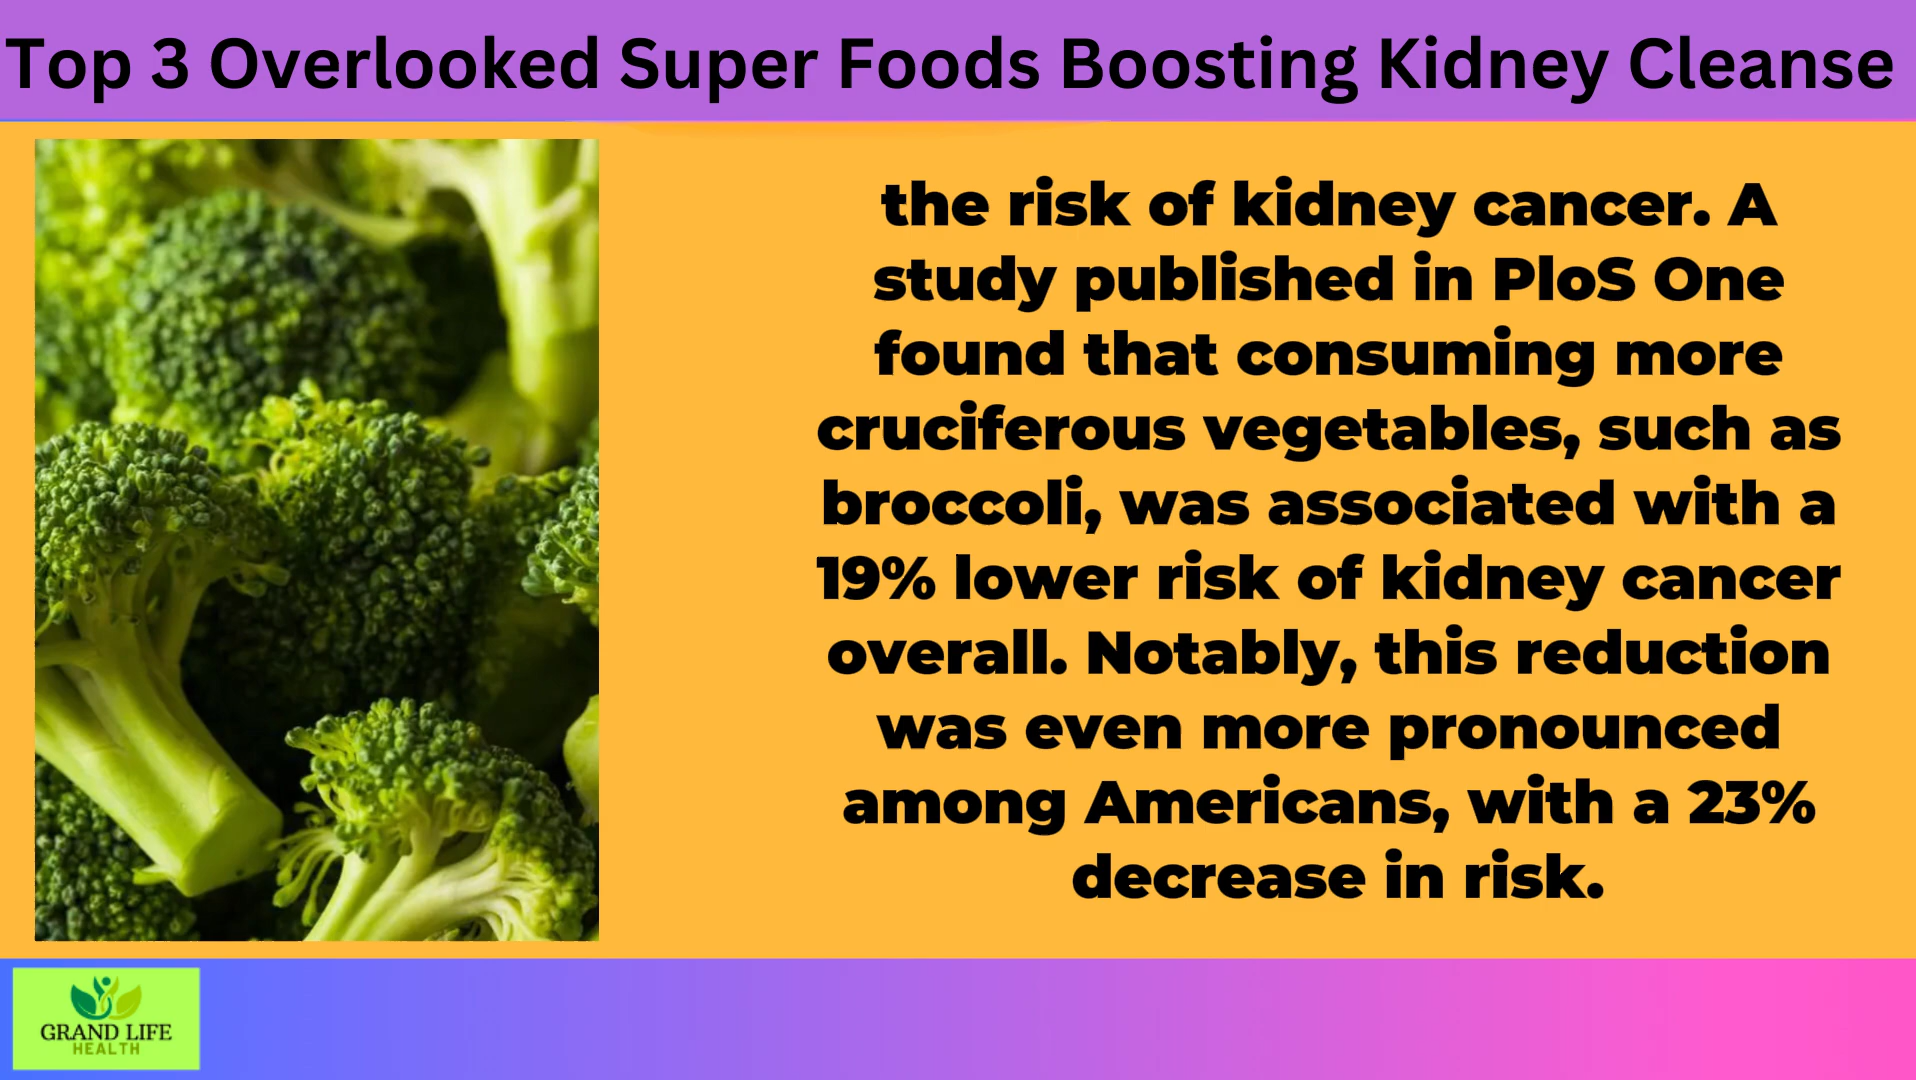 Top 3 Overlooked Super Foods Boosting Kidney Cleanse
the risk of kidney cancer. A
study published in PloS One
found that consuming more
cruciferous vegetables, such as
broccoli, was associated with a
19% lower risk of kidney cancer
overall. Notably, this reduction
was even more pronounced
among Americans, with a 23%
decrease in risk.
GRAND LIFE
HEALTH